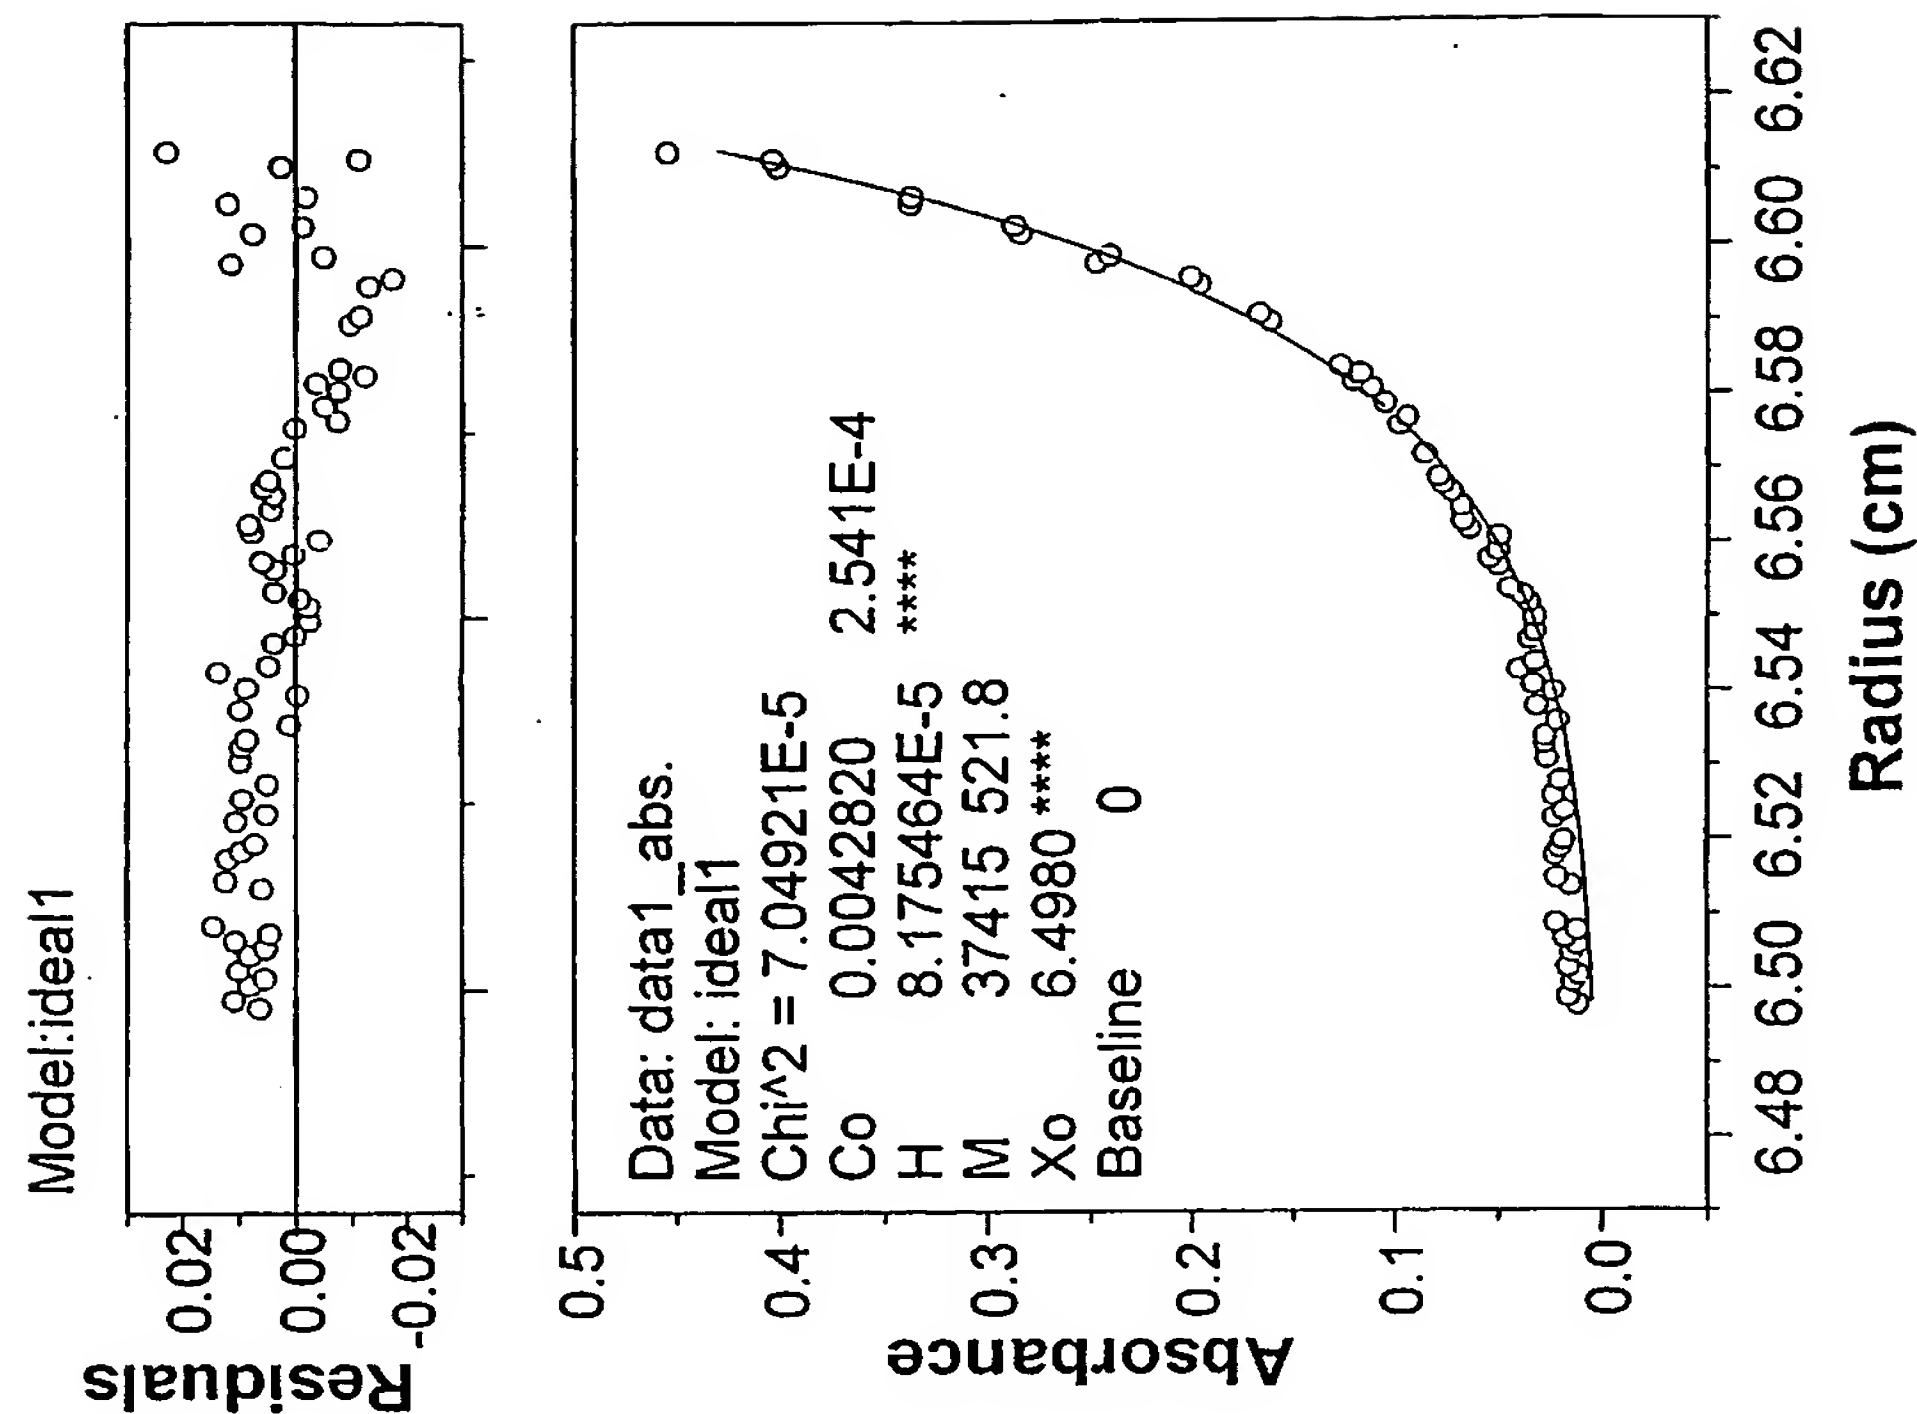 Model:ideal1
Residuals
0.02
0.00
-0.02
Absorbance
0.5
0.4
0.3
0.2
0.1
0.0
Data: data1_abs.
Model: ideal1
Chi^2 = 7.04921E-5
Co 0.0042820 2.541E-4
H 8.175464E-5 ****
M 37415 521.8
Xo 6.4980 ****
Baseline 0
6.48 6.50 6.52 6.54 6.56 6.58 6.60 6.62
Radius (cm)